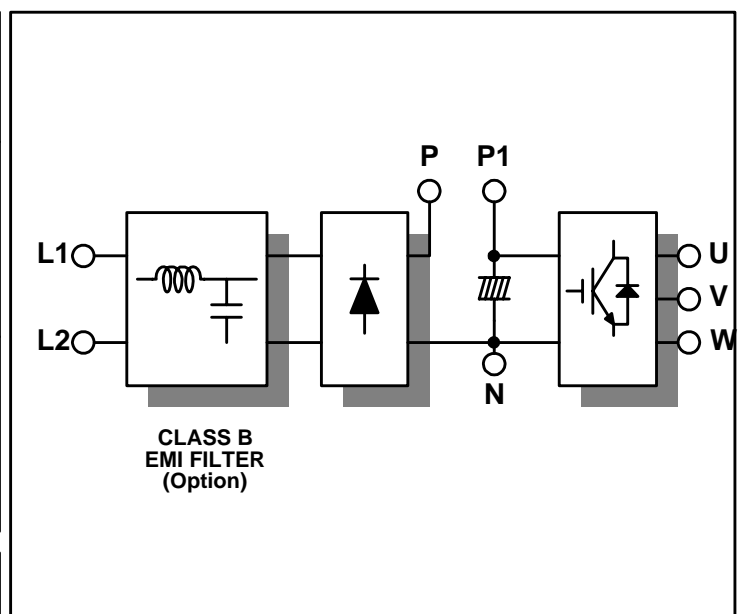 P P1
L1 U
V
L2 W
N
CLASS B
EMI FILTER
(Option)